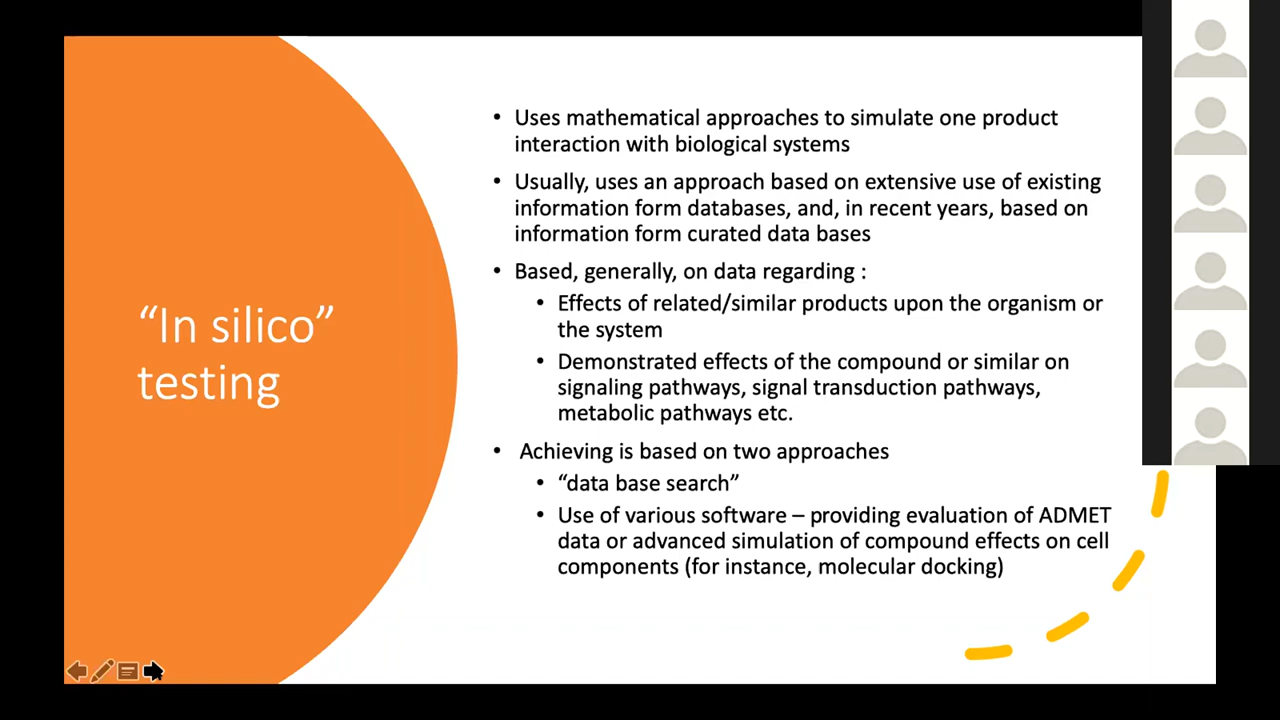 “In silico”
testing
• Uses mathematical approaches to simulate one product
interaction with biological systems
• Usually, uses an approach based on extensive use of existing
information form databases, and, in recent years, based on
information form curated data bases
• Based, generally, on data regarding :
• Effects of related/similar products upon the organism or
the system
• Demonstrated effects of the compound or similar on
signaling pathways, signal transduction pathways,
metabolic pathways etc.
• Achieving is based on two approaches
• “data base search”
• Use of various software – providing evaluation of ADMET
data or advanced simulation of compound effects on cell
components (for instance, molecular docking)